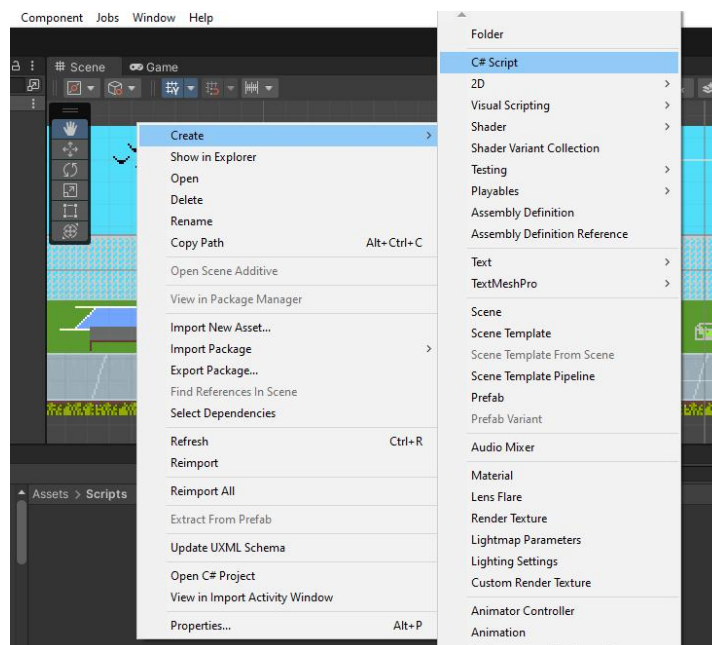 Component Jobs Window Help
Scene Game
Create
Show in Explorer
Open
Delete
Rename
Copy Path Alt+Ctrl+C
Open Scene Additive
View in Package Manager
Import New Asset...
Import Package
Export Package...
Find References In Scene
Select Dependencies
Refresh Ctrl+R
Reimport
Reimport All
Extract From Prefab
Update UXML Schema
Open C# Project
View in Import Activity Window
Properties... Alt+P
Folder
C# Script
2D
Visual Scripting
Shader
Shader Variant Collection
Testing
Playables
Assembly Definition
Assembly Definition Reference
Text
TextMeshPro
Scene
Scene Template
Scene Template From Scene
Scene Template Pipeline
Prefab
Prefab Variant
Audio Mixer
Material
Lens Flare
Render Texture
Lightmap Parameters
Lighting Settings
Custom Render Texture
Animator Controller
Animation
Assets > Scripts